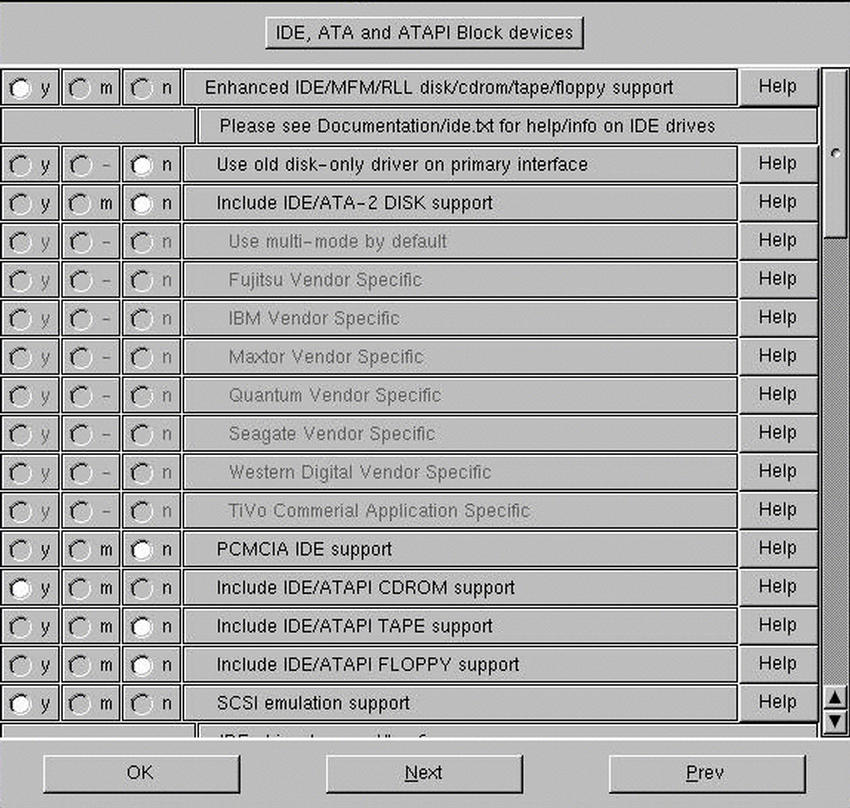 IDE, ATA and ATAPI Block devices
y m n Enhanced IDE/MFM/RLL disk/cdrom/tape/floppy support Help
Please see Documentation/ide.txt for help/info on IDE drives
y - n Use old disk-only driver on primary interface Help
y m n Include IDE/ATA-2 DISK support Help
y - n Use multi-mode by default Help
y - n Fujitsu Vendor Specific Help
y - n IBM Vendor Specific Help
y - n Maxtor Vendor Specific Help
y - n Quantum Vendor Specific Help
y - n Seagate Vendor Specific Help
y - n Western Digital Vendor Specific Help
y - n TiVo Commerial Application Specific Help
y m n PCMCIA IDE support Help
y m n Include IDE/ATAPI CDROM support Help
y m n Include IDE/ATAPI TAPE support Help
y m n Include IDE/ATAPI FLOPPY support Help
y m n SCSI emulation support Help
OK Next Prev